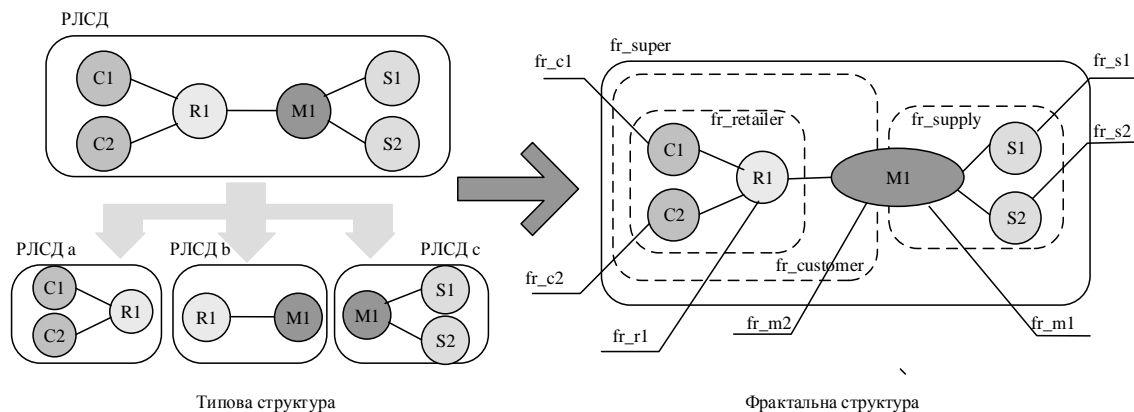 РЛСД
C1
C2
R1
M1
S1
S2
РЛСД a
C1
C2
R1
РЛСД b
R1
M1
РЛСД c
M1
S1
S2
Типова структура
fr_super
fr_c1
fr_s1
fr_retailer
fr_supply
fr_s2
C1
C2
R1
M1
S1
S2
fr_customer
fr_c2
fr_r1
fr_m2
fr_m1
Фрактальна структура